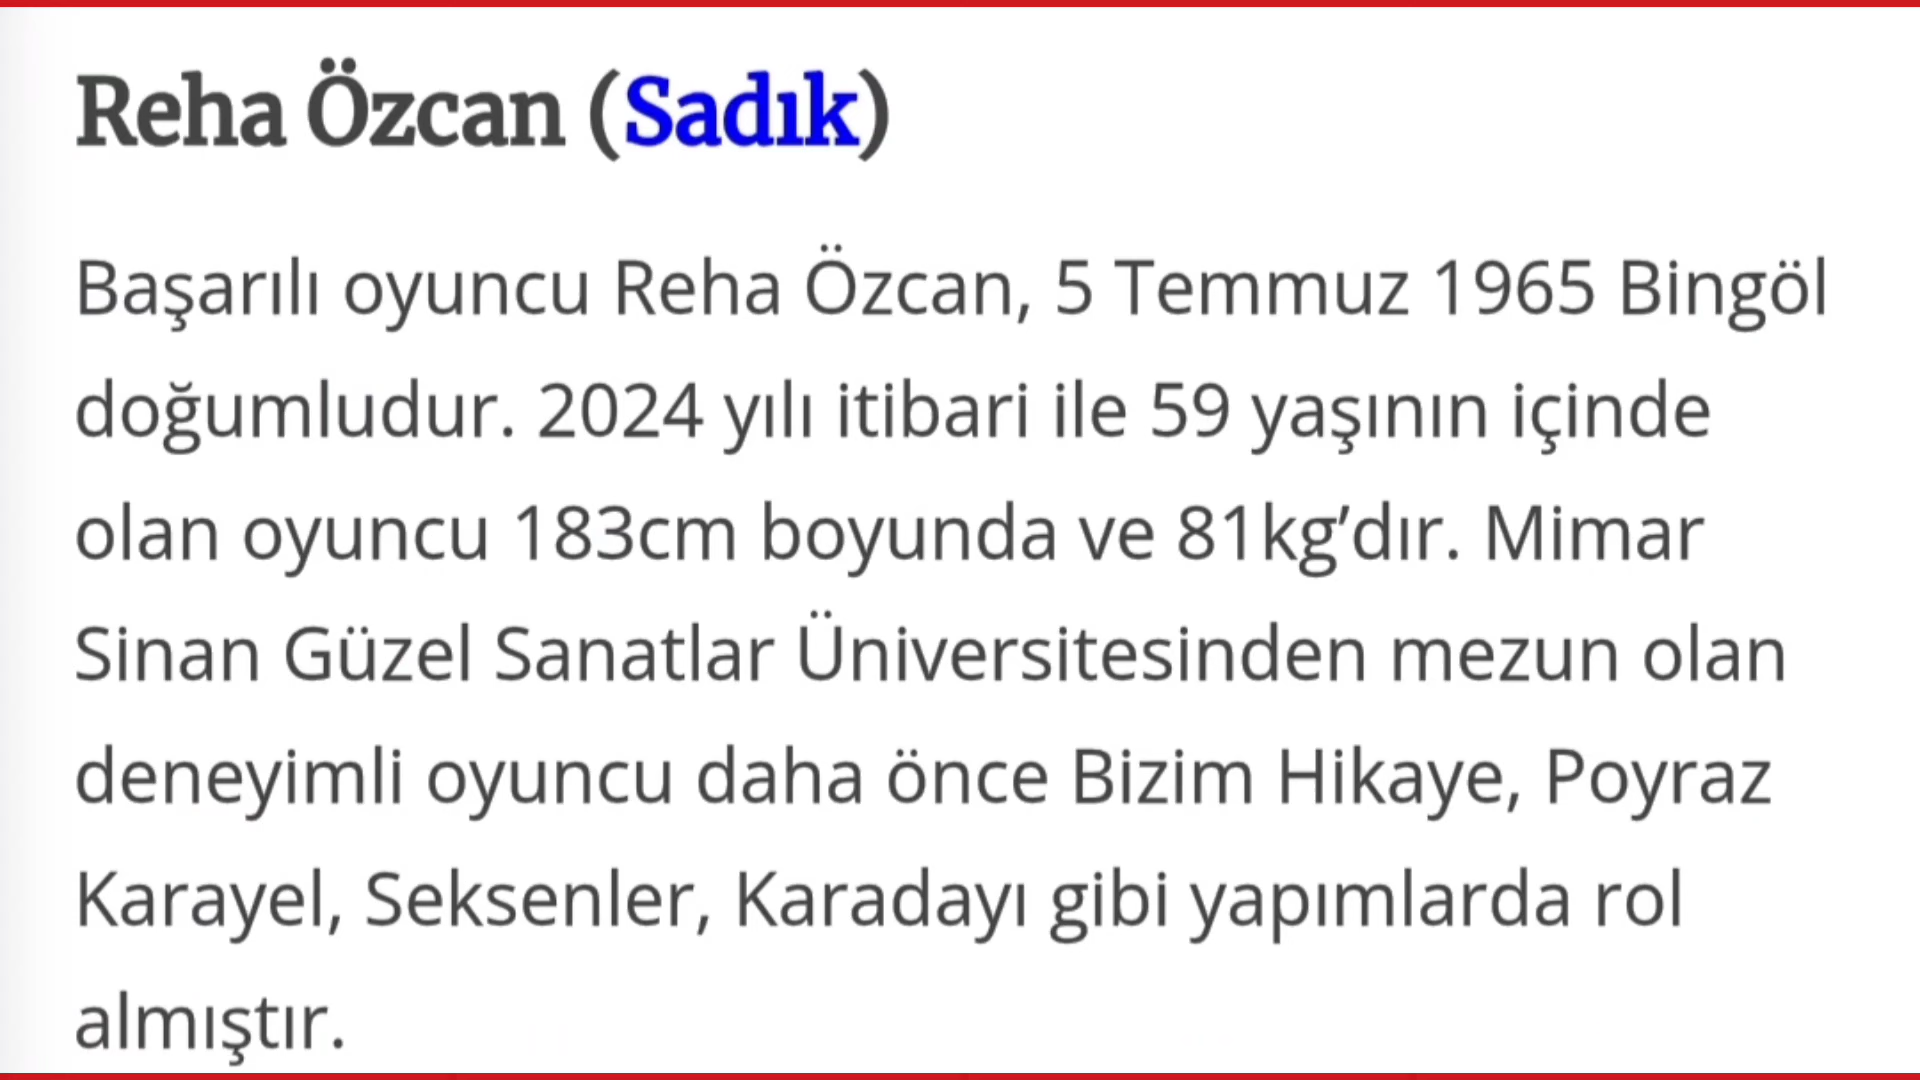 Reha Özcan (Sadık)
Başarılı oyuncu Reha Özcan, 5 Temmuz 1965 Bingöl
doğumludur. 2024 yılı itibari ile 59 yaşının içinde
olan oyuncu 183cm boyunda ve 81kg’dır. Mimar
Sinan Güzel Sanatlar Üniversitesinden mezun olan
deneyimli oyuncu daha önce Bizim Hikaye, Poyraz
Karayel, Seksenler, Karadayı gibi yapımlarda rol
almıştır.